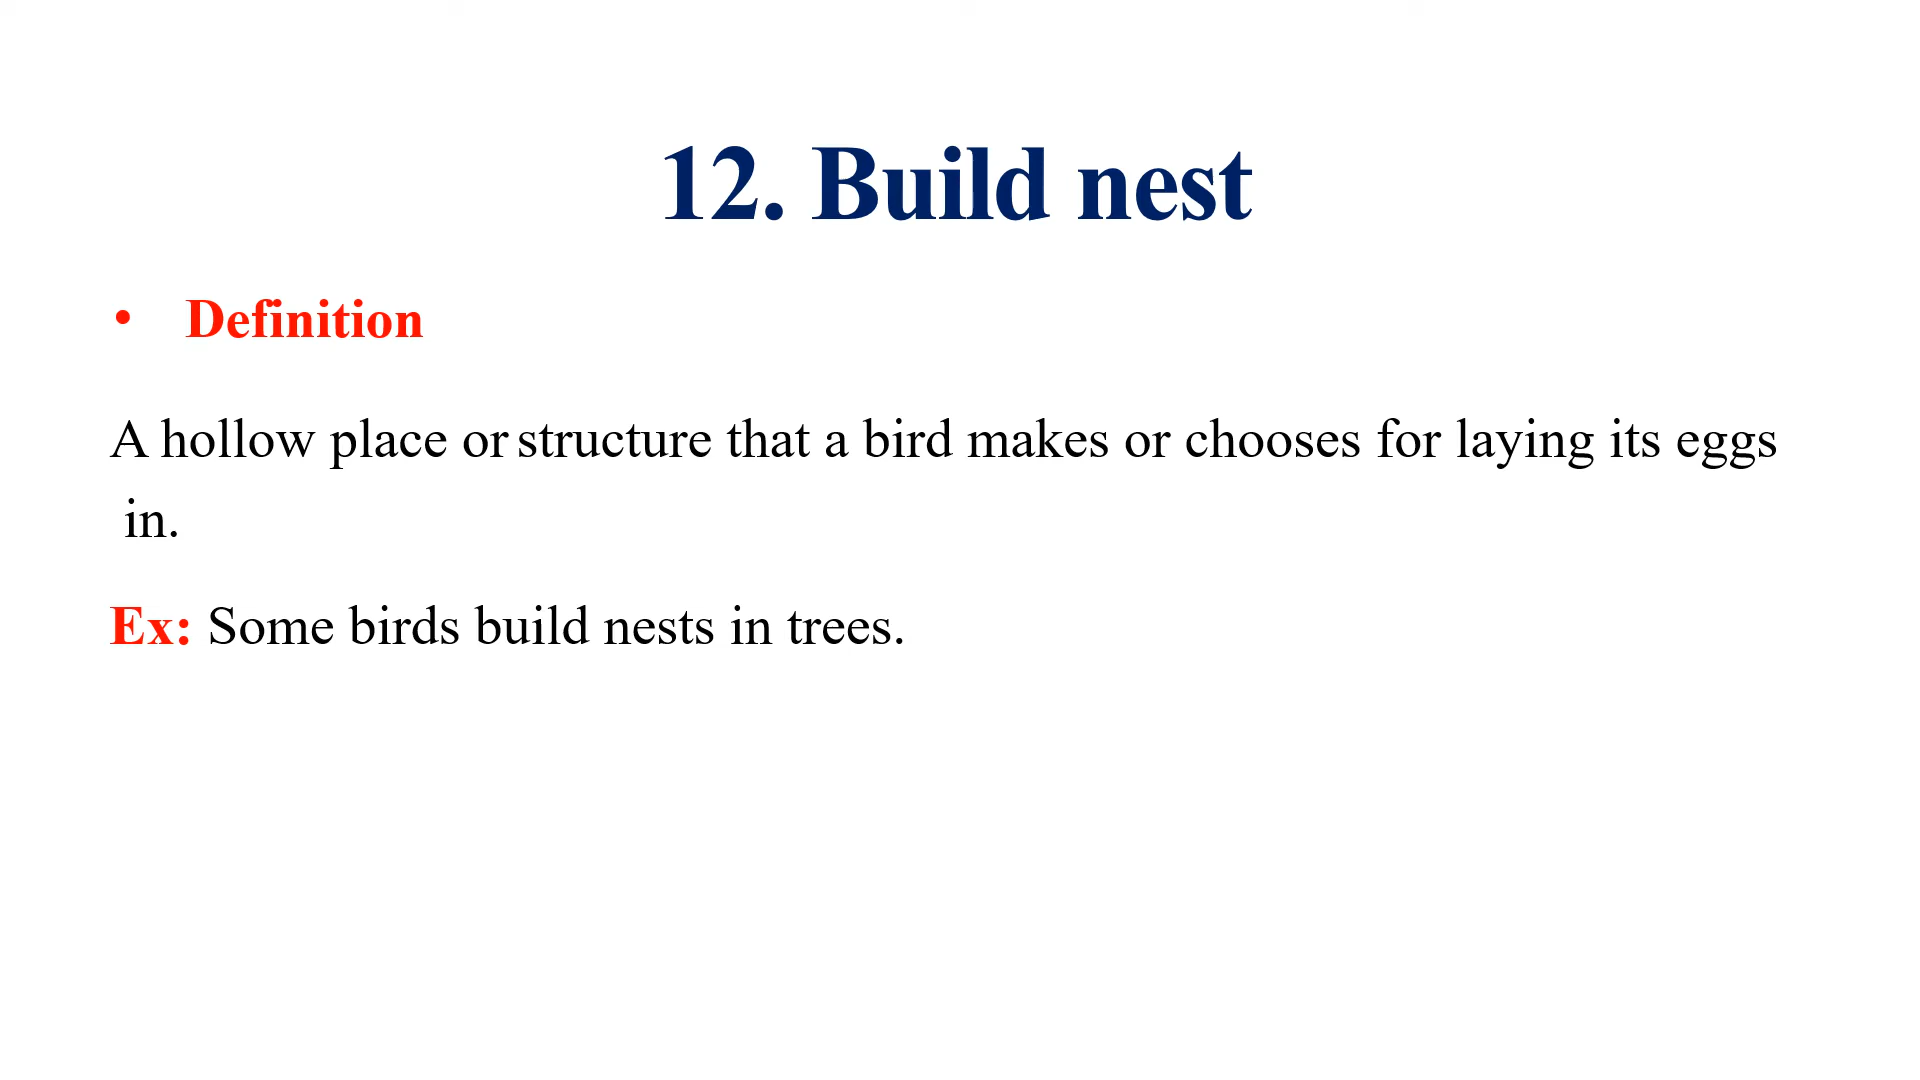 12. Build nest
• Definition
A hollow place or structure that a bird makes or chooses for laying its eggs
in.
Ex: Some birds build nests in trees.